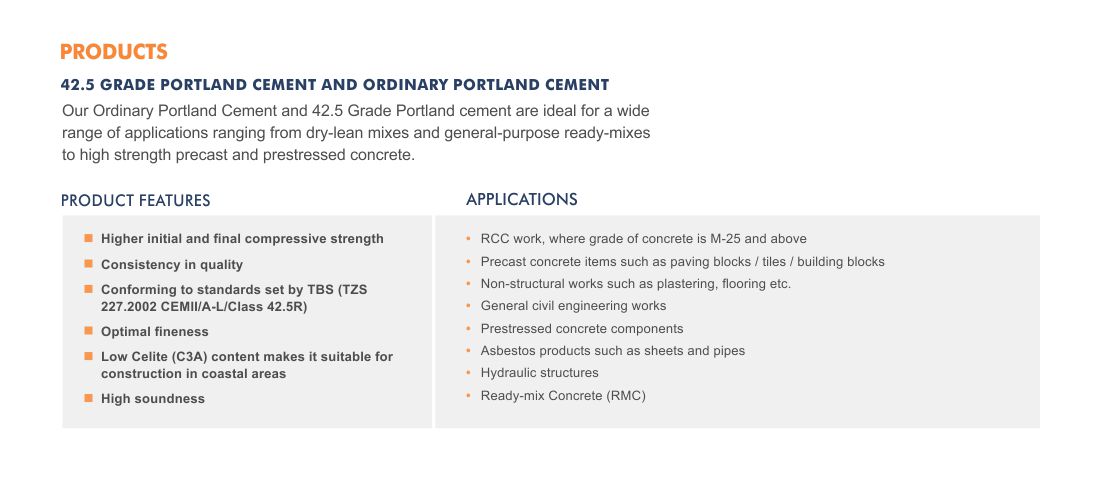 PRODUCTS
42.5 GRADE PORTLAND CEMENT AND ORDINARY PORTLAND CEMENT
Our Ordinary Portland Cement and 42.5 Grade Portland cement are ideal for a wide
range of applications ranging from dry-lean mixes and general-purpose ready-mixes
to high strength precast and prestressed concrete.
PRODUCT FEATURES
■ Higher initial and final compressive strength
■ Consistency in quality
■ Conforming to standards set by TBS (TZS
227.2002 CEMII/A-L/Class 42.5R)
■ Optimal fineness
■ Low Celite (C3A) content makes it suitable for
construction in coastal areas
■ High soundness
APPLICATIONS
• RCC work, where grade of concrete is M-25 and above
• Precast concrete items such as paving blocks / tiles / building blocks
• Non-structural works such as plastering, flooring etc.
• General civil engineering works
• Prestressed concrete components
• Asbestos products such as sheets and pipes
• Hydraulic structures
• Ready-mix Concrete (RMC)